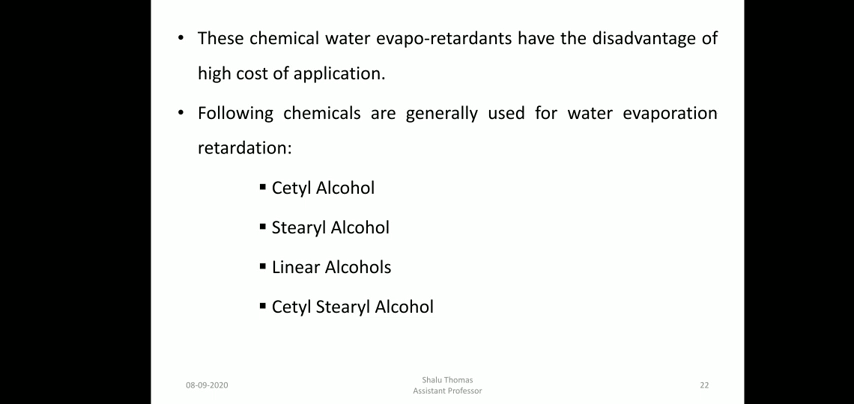 • These chemical water evapo-retardants have the disadvantage of
high cost of application.
• Following chemicals are generally used for water evaporation
retardation:
▪ Cetyl Alcohol
▪ Stearyl Alcohol
▪ Linear Alcohols
▪ Cetyl Stearyl Alcohol
08-09-2020
Shalu Thomas
Assistant Professor
22